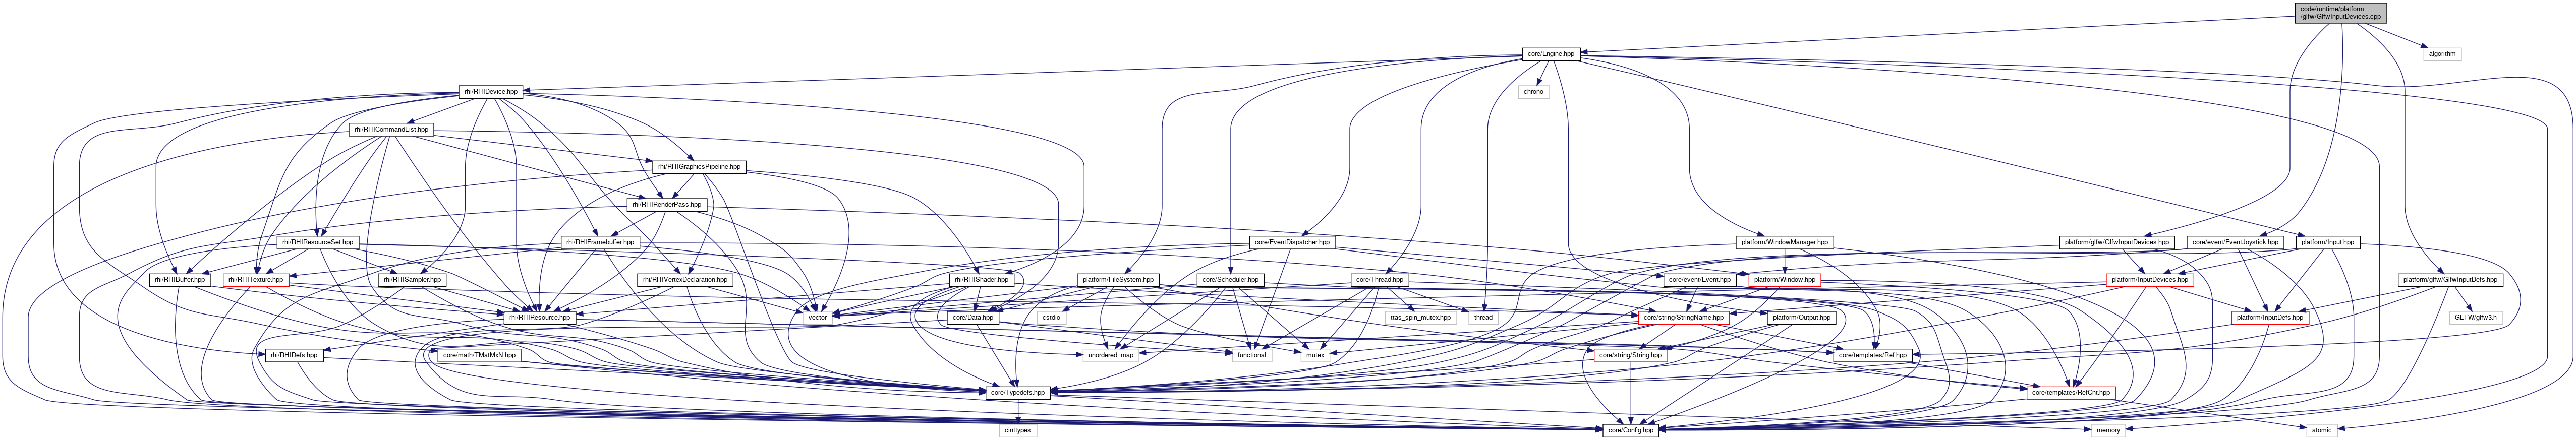 code/runtime/platform
/glfw/GlfwInputDevices.cpp
core/Engine.hpp
algorithm
rhi/RHIDevice.hpp
chrono
rhi/RHICommandList.hpp
rhi/RHIGraphicsPipeline.hpp
rhi/RHIRenderPass.hpp
rhi/RHIResourceSet.hpp
rhi/RHIFramebuffer.hpp
core/EventDispatcher.hpp
platform/WindowManager.hpp
platform/glfw/GlfwInputDevices.hpp
core/event/EventJoystick.hpp
platform/Input.hpp
rhi/RHIBuffer.hpp
rhi/RHITexture.hpp
rhi/RHISampler.hpp
rhi/RHIVertexDeclaration.hpp
rhi/RHIShader.hpp
platform/FileSystem.hpp
core/Scheduler.hpp
core/Thread.hpp
core/event/Event.hpp
platform/Window.hpp
platform/InputDevices.hpp
platform/glfw/GlfwInputDefs.hpp
rhi/RHIResource.hpp
vector
core/Data.hpp
cstdio
ttas_spin_mutex.hpp
thread
core/string/StringName.hpp
platform/Output.hpp
platform/InputDefs.hpp
GLFW/glfw3.h
rhi/RHIDefs.hpp
core/math/TMatMxN.hpp
unordered_map
functional
mutex
core/string/String.hpp
core/templates/Ref.hpp
core/Typedefs.hpp
core/templates/RefCnt.hpp
cinttypes
core/Config.hpp
memory
atomic